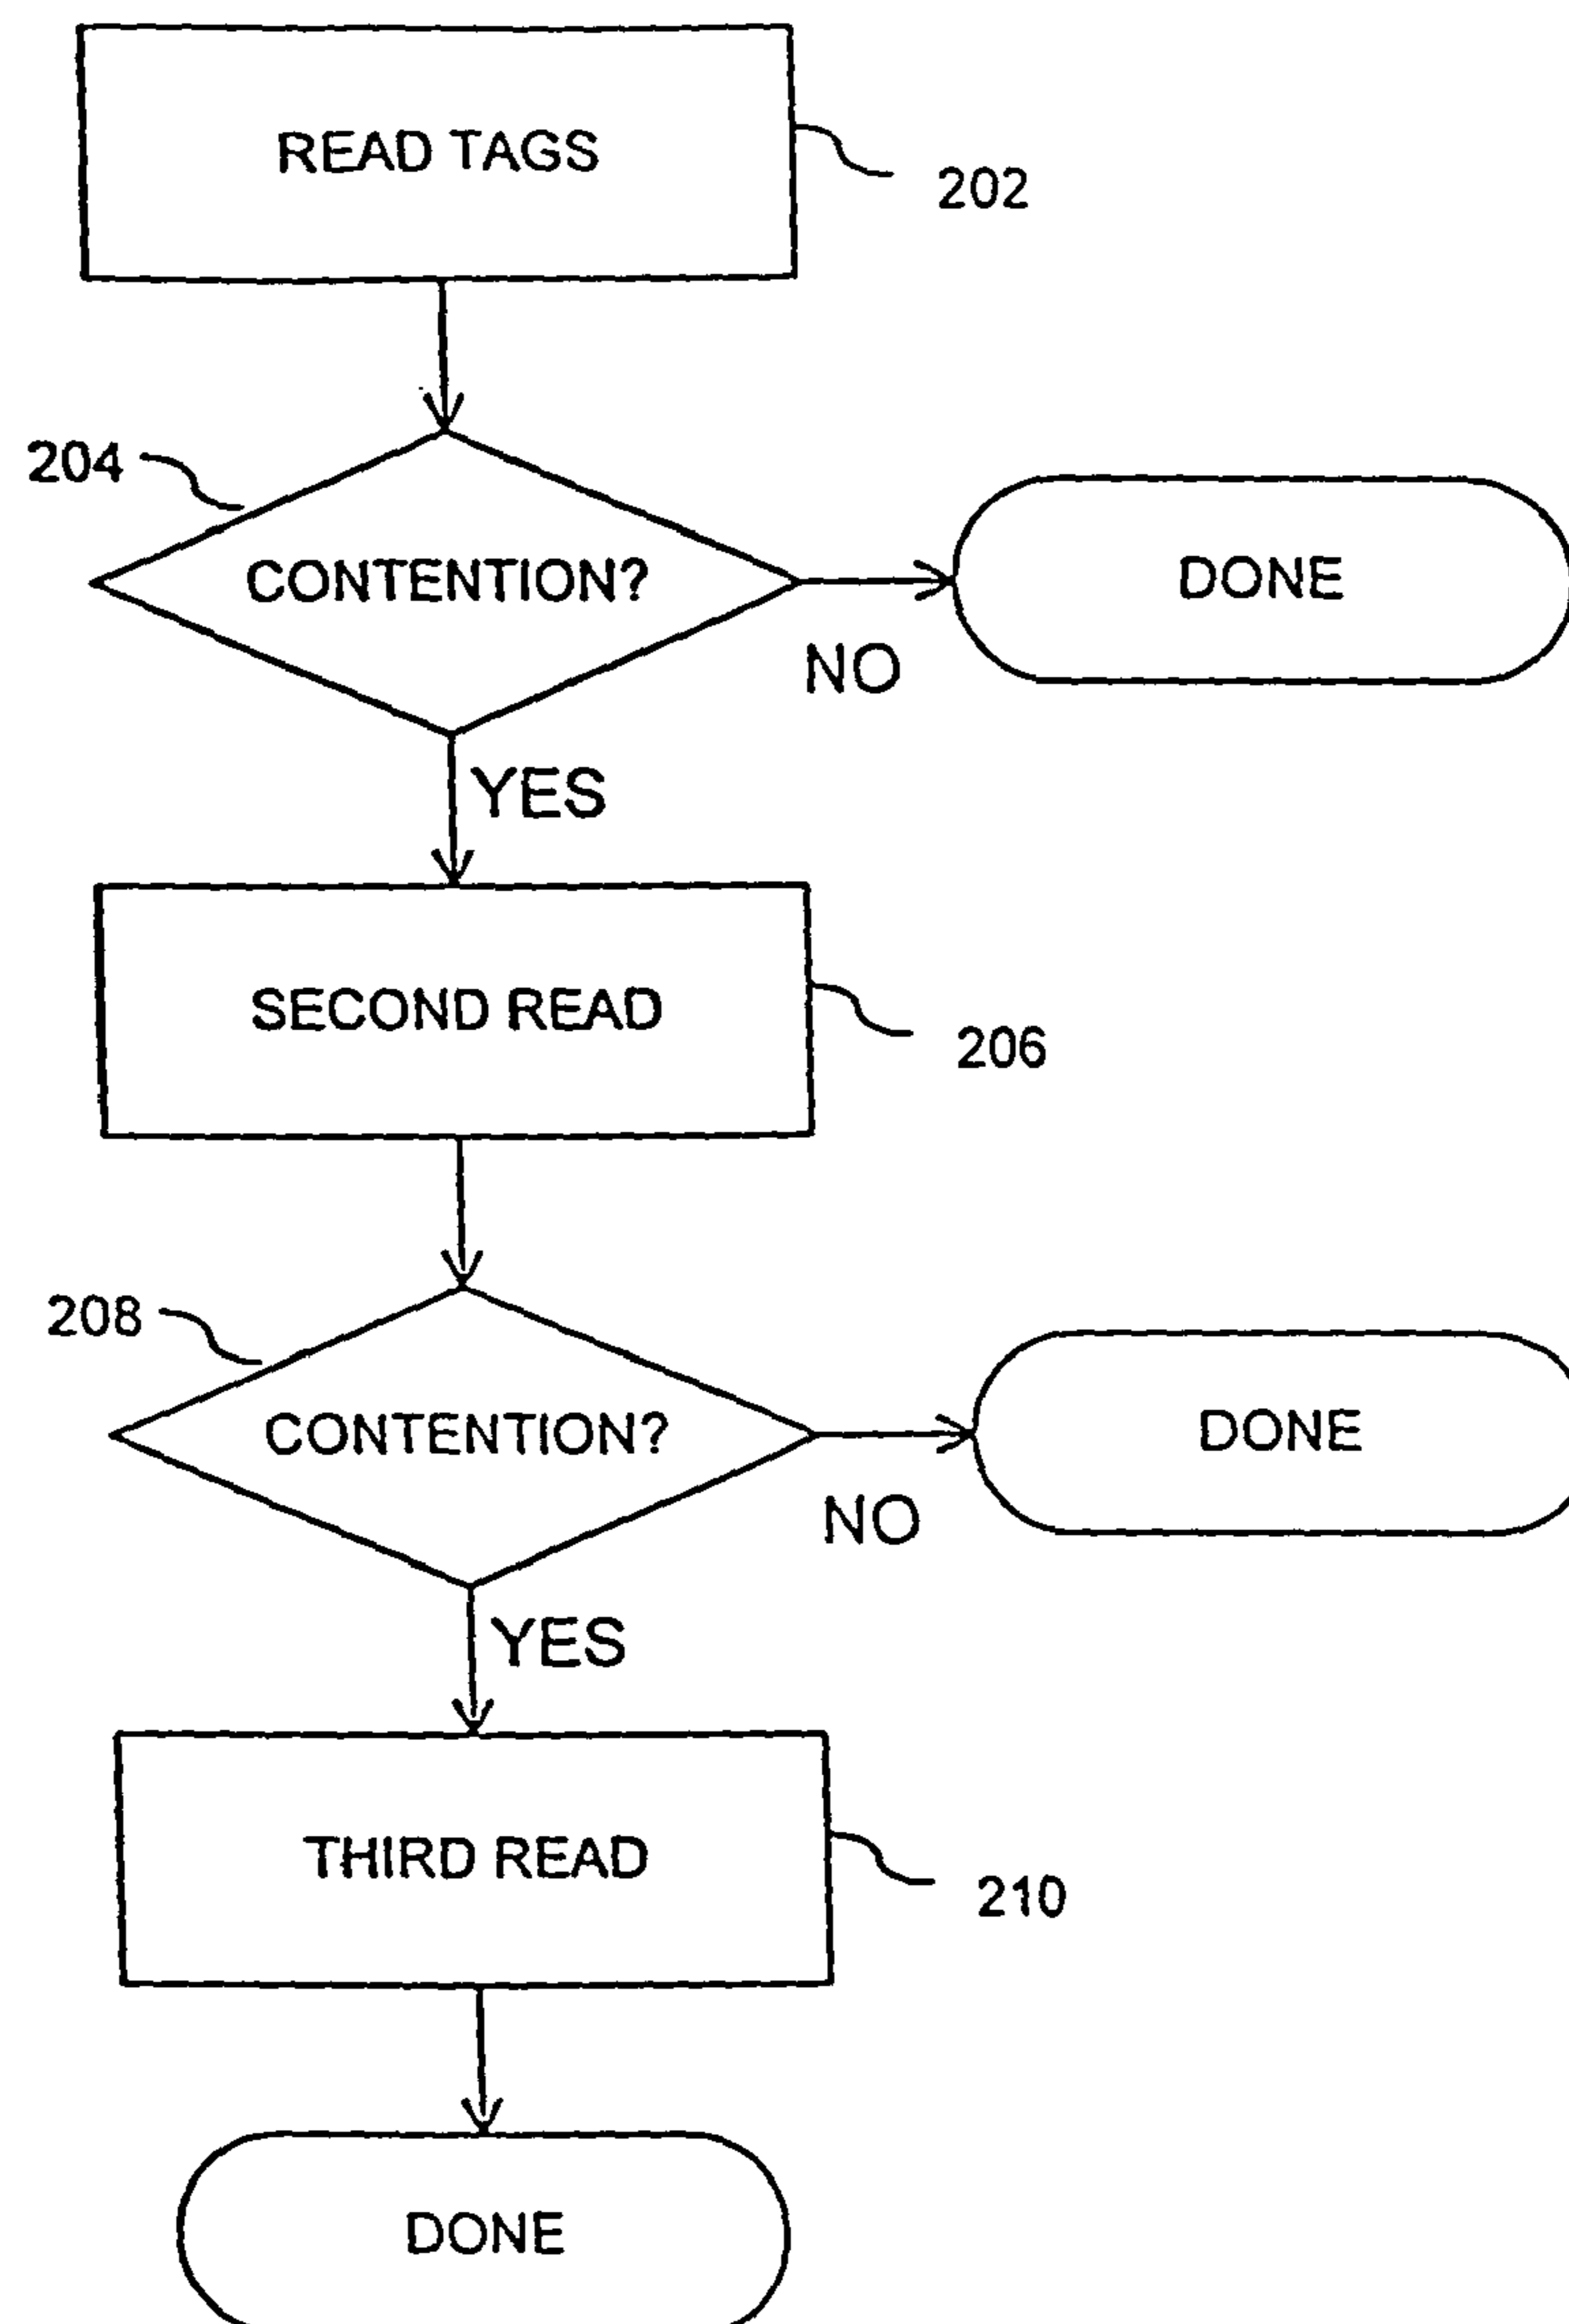 READ TAGS
202
204
CONTENTION?
DONE
NO
YES
SECOND READ
206
208
CONTENTION?
DONE
NO
YES
THIRD READ
210
DONE